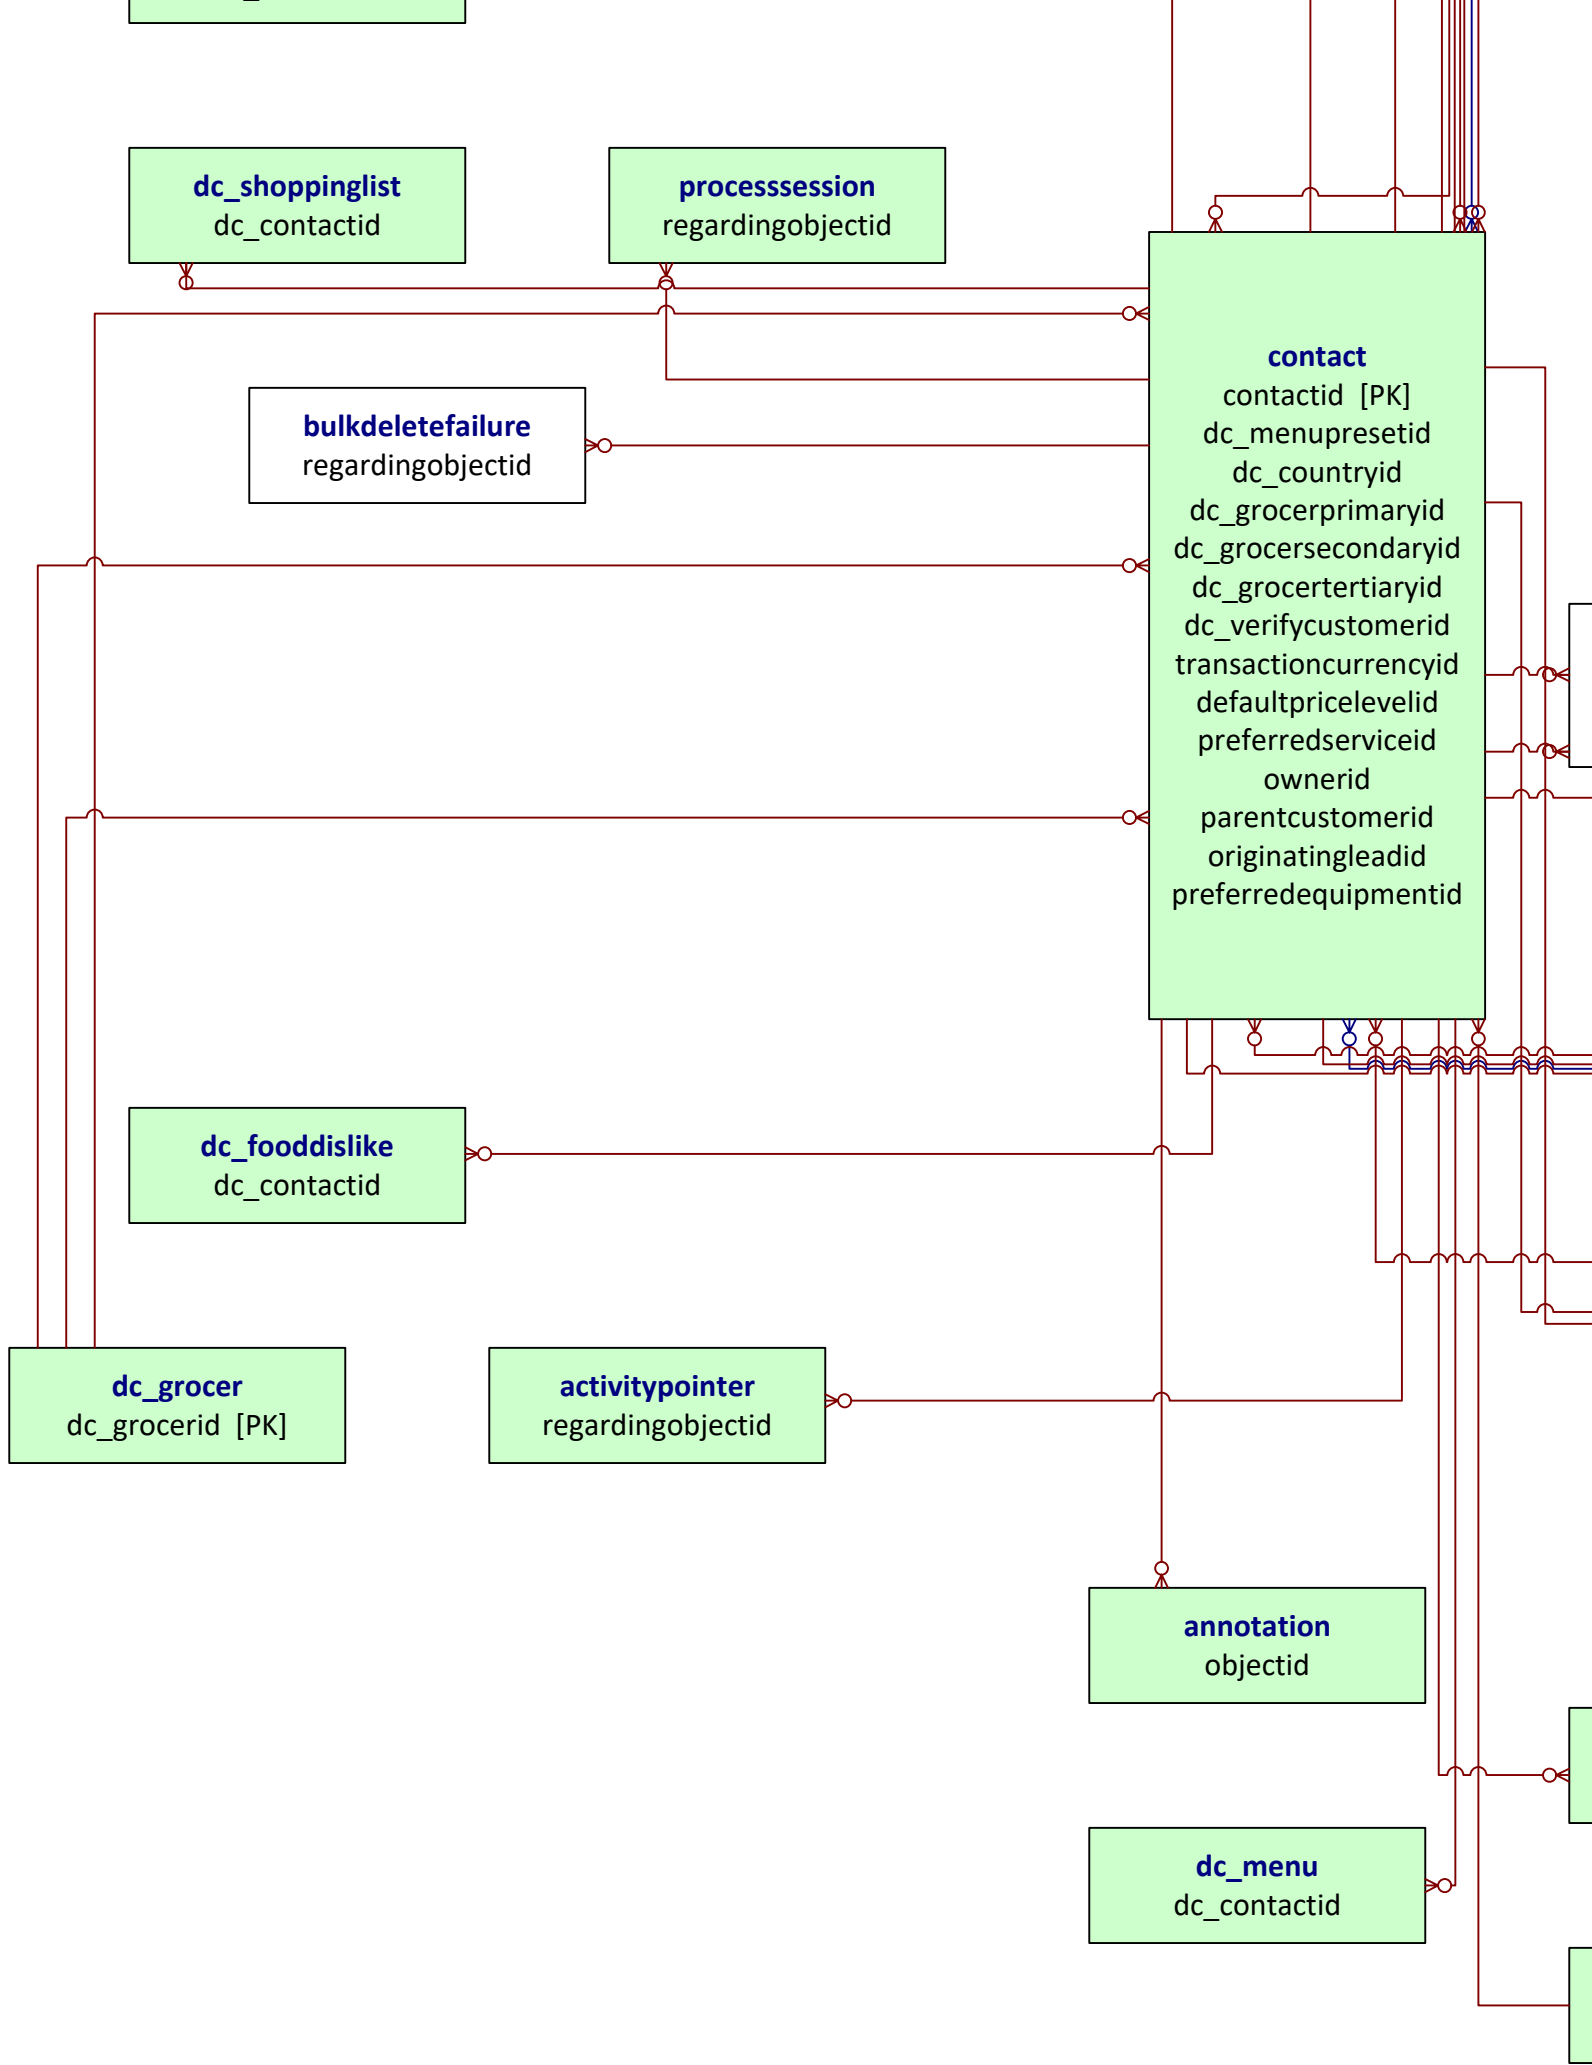 dc_shoppinglist
dc_contactid
processsession
regardingobjectid
contact
contactid [PK]
dc_menupresetid
dc_countryid
dc_grocerprimaryid
dc_grocersecondaryid
dc_grocertertiaryid
dc_verifycustomerid
transactioncurrencyid
defaultpricelevelid
preferredserviceid
ownerid
parentcustomerid
originatingleadid
preferredequipmentid
bulkdeletefailure
regardingobjectid
dc_fooddislike
dc_contactid
dc_grocer
dc_grocerid [PK]
activitypointer
regardingobjectid
annotation
objectid
dc_menu
dc_contactid